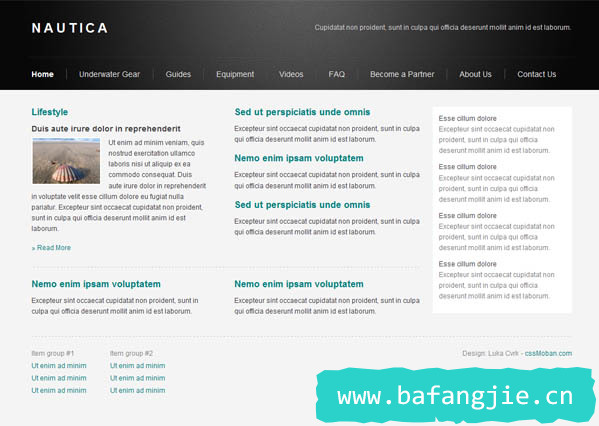 NAUTICA
Cupidatat non proident, sunt in culpa qui officia deserunt mollit anim id est laborum.
Home
Underwater Gear
Guides
Equipment
Videos
FAQ
Become a Partner
About Us
Contact Us
Lifestyle
Duis aute irure dolor in reprehenderit
Ut enim ad minim veniam, quis
nostrud exercitation ullamco
laboris nisi ut aliquip ex ea
commodo consequat. Duis
aute irure dolor in reprehenderit
in voluptate velit esse cillum dolore eu fugiat nulla
pariatur. Excepteur sint occaecat cupidatat non proident,
sunt in culpa qui officia deserunt mollit anim id est
laborum.
» Read More
Sed ut perspiciatis unde omnis
Excepteur sint occaecat cupidatat non proident, sunt in culpa
qui officia deserunt mollit anim id est laborum.
Nemo enim ipsam voluptatem
Excepteur sint occaecat cupidatat non proident, sunt in culpa
qui officia deserunt mollit anim id est laborum.
Sed ut perspiciatis unde omnis
Excepteur sint occaecat cupidatat non proident, sunt in culpa
qui officia deserunt mollit anim id est laborum.
Esse cillum dolore
Excepteur sint occaecat cupidatat non
proident, sunt in culpa qui officia
deserunt mollit anim id est laborum.
Esse cillum dolore
Excepteur sint occaecat cupidatat non
proident, sunt in culpa qui officia
deserunt mollit anim id est laborum.
Esse cillum dolore
Excepteur sint occaecat cupidatat non
proident, sunt in culpa qui officia
deserunt mollit anim id est laborum.
Esse cillum dolore
Excepteur sint occaecat cupidatat non
proident, sunt in culpa qui officia
deserunt mollit anim id est laborum.
Nemo enim ipsam voluptatem
Excepteur sint occaecat cupidatat non proident, sunt in
culpa qui officia deserunt mollit anim id est laborum.
Nemo enim ipsam voluptatem
Excepteur sint occaecat cupidatat non proident, sunt in culpa
qui officia deserunt mollit anim id est laborum.
Item group #1
Ut enim ad minim
Ut enim ad minim
Ut enim ad minim
Item group #2
Ut enim ad minim
Ut enim ad minim
Ut enim ad minim
Design: Luka Cvrk - cssMoban.com
www.bafangjie.cn